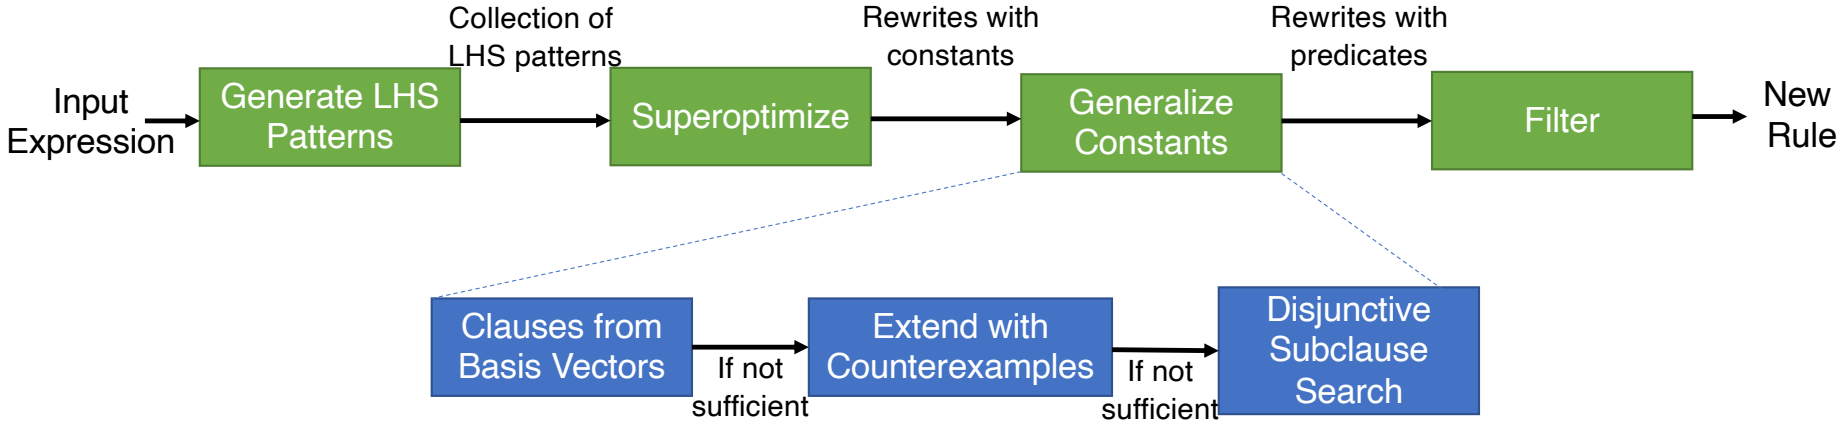 Input
Expression
Generate LHS
Patterns
Collection of
LHS patterns
Superoptimize
Rewrites with
constants
Generalize
Constants
Rewrites with
predicates
Filter
New
Rule
Clauses from
Basis Vectors
If not
sufficient
Extend with
Counterexamples
If not
sufficient
Disjunctive
Subclause
Search